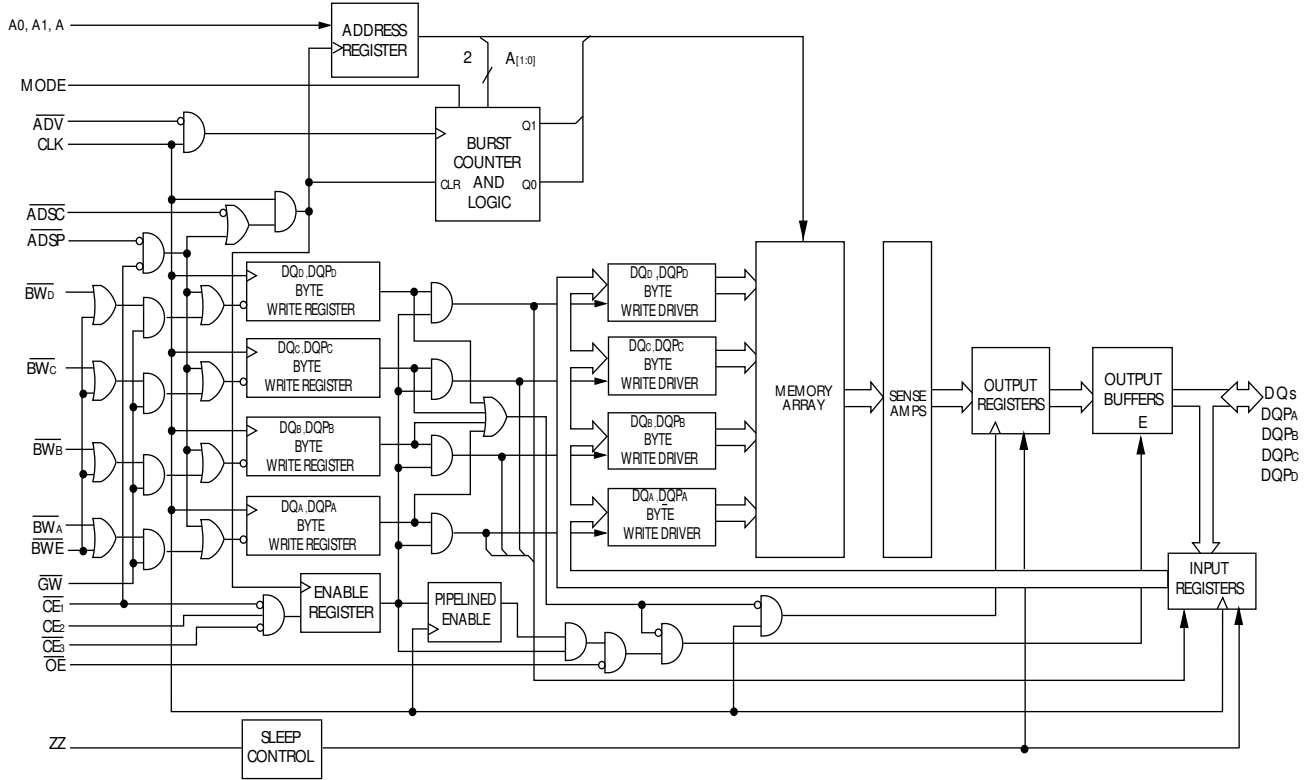 A0, A1, A
ADDRESS
REGISTER
2
A[1:0]
MODE
ADV
CLK
BURST
COUNTER
AND
LOGIC
CLR
Q1
Q0
ADSC
ADSP
DQD,DQPD
BYTE
WRITE REGISTER
DQD,DQPD
BYTE
WRITE DRIVER
BWD
DQC,DQPC
BYTE
WRITE REGISTER
DQC,DQPC
BYTE
WRITE DRIVER
BWC
MEMORY
ARRAY
SENSE
AMPS
OUTPUT
REGISTERS
OUTPUT
BUFFERS
E
DQs
DQPA
DQPB
DQPC
DQPD
DQB,DQPB
BYTE
WRITE REGISTER
DQB,DQPB
BYTE
WRITE DRIVER
BWB
DQA,DQPA
BYTE
WRITE REGISTER
DQA,DQPA
BYTE
WRITE DRIVER
BWA
BWE
GW
CE1
CE2
CE3
OE
ENABLE
REGISTER
PIPELINED
ENABLE
INPUT
REGISTERS
ZZ
SLEEP
CONTROL